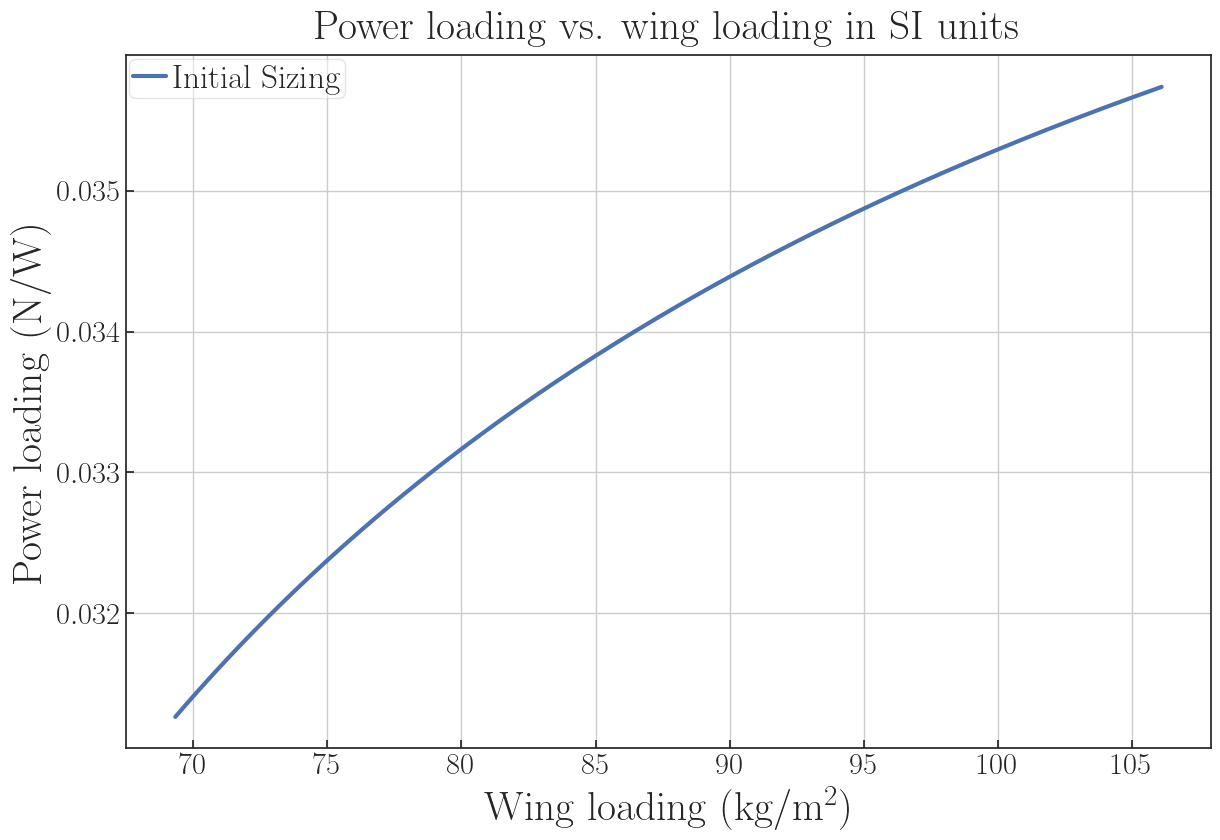 Power loading vs. wing loading in SI units
Initial Sizing
Power loading (N/W)
0.035
0.034
0.033
0.032
70 75 80 85 90 95 100 105
Wing loading (kg/m²)